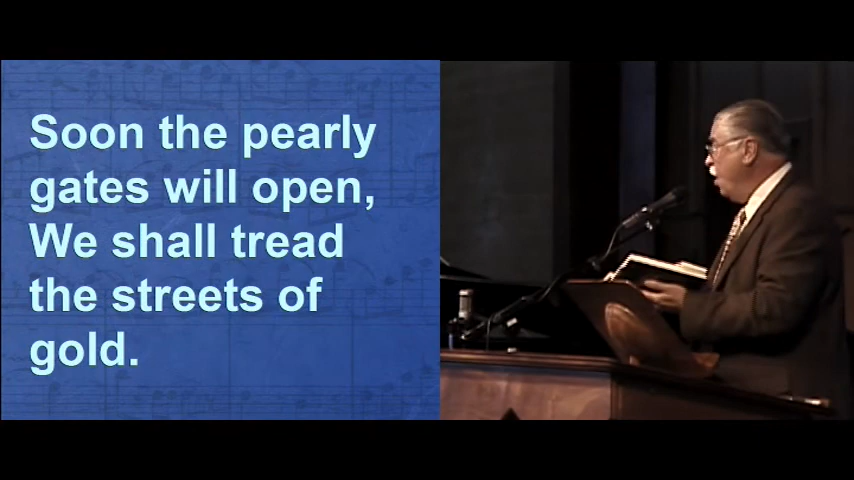 Soon the pearly
gates will open,
We shall tread
the streets of
gold.